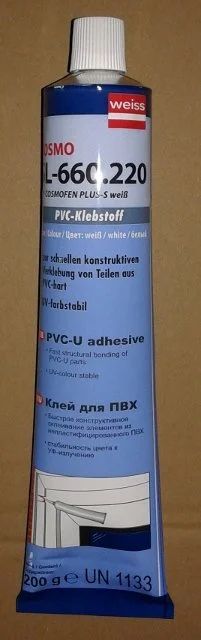 weiss
OSMO
L-660.220
COSMOFEN PLUS-S weiß
PVC-Klebstoff
/Colour/Цвет: weiß / white / белый
schnellen konstruktiven
Verklebung von Teilen aus
PVC-hart
UV-farbstabil
PVC-U adhesive
• Fast structural bonding of
PVC-U parts
• UV-colour stable
Клей для ПВХ
• Быстрое конструктивное
склеивание элементов из
непластифицированного ПВХ
• стабильность цвета к
УФ-излучению
200 g e UN 1133